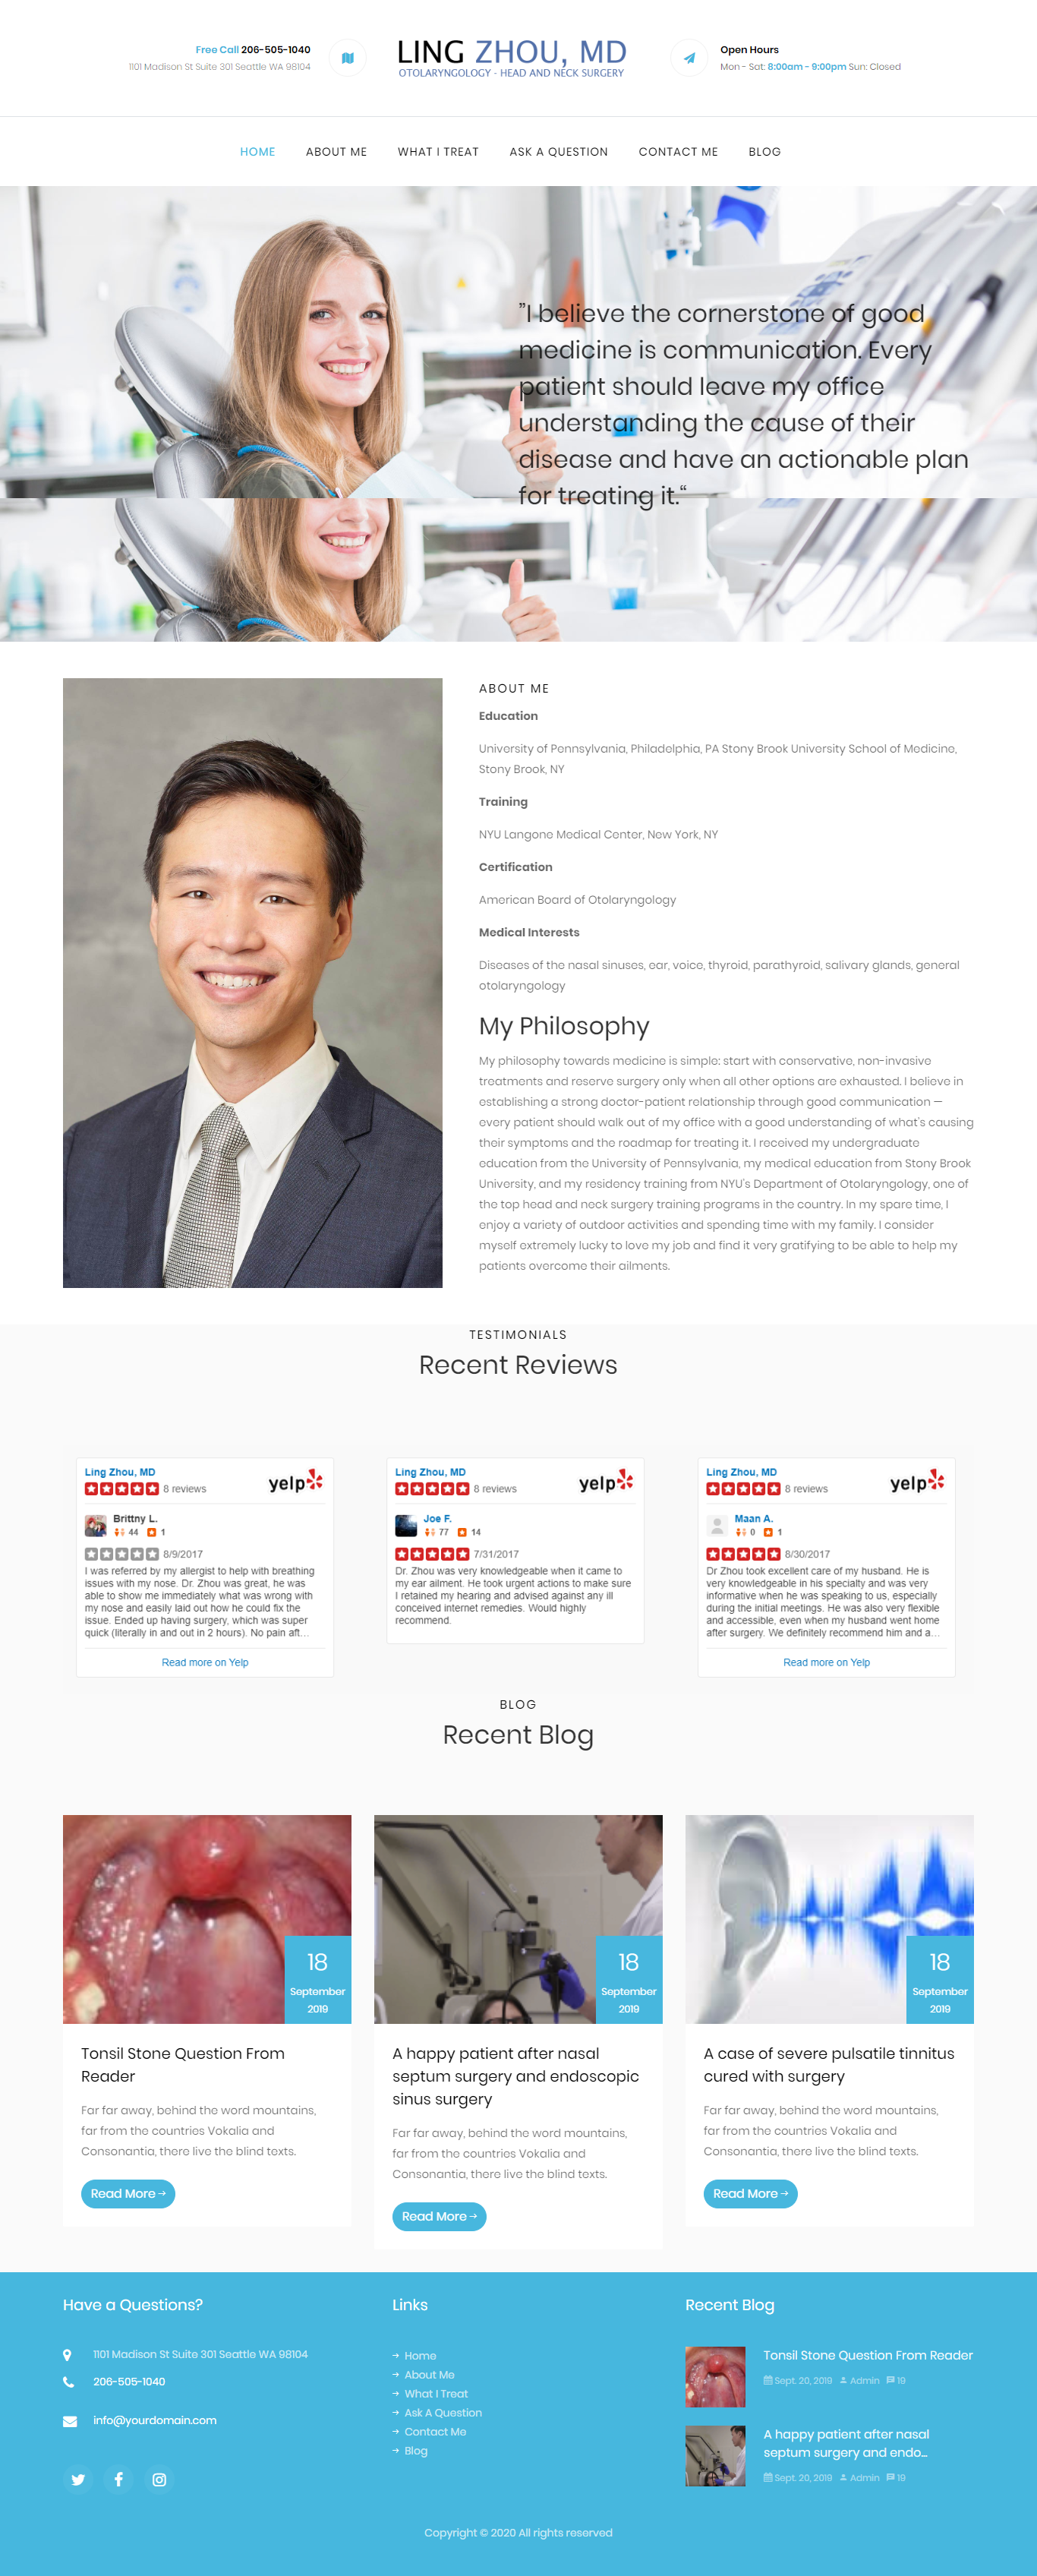 Free Call 206-505-1040
1101 Madison St Suite 301 Seattle WA 98104
LING ZHOU, MD
OTOLARYNGOLOGY - HEAD AND NECK SURGERY
Open Hours
Mon - Sat: 8:00am - 9:00pm Sun: Closed
HOME ABOUT ME WHAT I TREAT ASK A QUESTION CONTACT ME BLOG
”I believe the cornerstone of good
medicine is communication. Every
patient should leave my office
understanding the cause of their
disease and have an actionable plan
for treating it.“
ABOUT ME
Education
University of Pennsylvania, Philadelphia, PA Stony Brook University School of Medicine,
Stony Brook, NY
Training
NYU Langone Medical Center, New York, NY
Certification
American Board of Otolaryngology
Medical Interests
Diseases of the nasal sinuses, ear, voice, thyroid, parathyroid, salivary glands, general
otolaryngology
My Philosophy
My philosophy towards medicine is simple: start with conservative, non-invasive
treatments and reserve surgery only when all other options are exhausted. I believe in
establishing a strong doctor-patient relationship through good communication —
every patient should walk out of my office with a good understanding of what's causing
their symptoms and the roadmap for treating it. I received my undergraduate
education from the University of Pennsylvania, my medical education from Stony Brook
University, and my residency training from NYU's Department of Otolaryngology, one of
the top head and neck surgery training programs in the country. In my spare time, I
enjoy a variety of outdoor activities and spending time with my family. I consider
myself extremely lucky to love my job and find it very gratifying to be able to help my
patients overcome their ailments.
TESTIMONIALS
Recent Reviews
Ling Zhou, MD
8 reviews
yelp
Brittny L.
44 1
8/9/2017
I was referred by my allergist to help with breathing
issues with my nose. Dr. Zhou was great, he was
able to show me immediately what was wrong with
my nose and easily laid out how he could fix the
issue. Ended up having surgery, which was super
quick (literally in and out in 2 hours). No pain aft...
Read more on Yelp
Ling Zhou, MD
8 reviews
yelp
Joe F.
77 14
7/31/2017
Dr. Zhou was very knowledgeable when it came to
my ear ailment. He took urgent actions to make sure
I retained my hearing and advised against any ill
conceived internet remedies. Would highly
recommend.
Ling Zhou, MD
8 reviews
yelp
Maan A.
0 1
8/30/2017
Dr Zhou took excellent care of my husband. He is
very knowledgeable in his specialty and was very
informative when he was speaking to us, especially
during the initial meetings. He was also very flexible
and accessible, even when my husband went home
after surgery. We definitely recommend him and a...
Read more on Yelp
BLOG
Recent Blog
18
September
2019
Tonsil Stone Question From
Reader
Far far away, behind the word mountains,
far from the countries Vokalia and
Consonantia, there live the blind texts.
Read More
18
September
2019
A happy patient after nasal
septum surgery and endoscopic
sinus surgery
Far far away, behind the word mountains,
far from the countries Vokalia and
Consonantia, there live the blind texts.
Read More
18
September
2019
A case of severe pulsatile tinnitus
cured with surgery
Far far away, behind the word mountains,
far from the countries Vokalia and
Consonantia, there live the blind texts.
Read More
Have a Questions?
1101 Madison St Suite 301 Seattle WA 98104
206-505-1040
info@yourdomain.com
Links
Home
About Me
What I Treat
Ask A Question
Contact Me
Blog
Recent Blog
Tonsil Stone Question From Reader
Sept. 20, 2019 Admin 19
A happy patient after nasal
septum surgery and endo...
Sept. 20, 2019 Admin 19
Copyright © 2020 All rights reserved